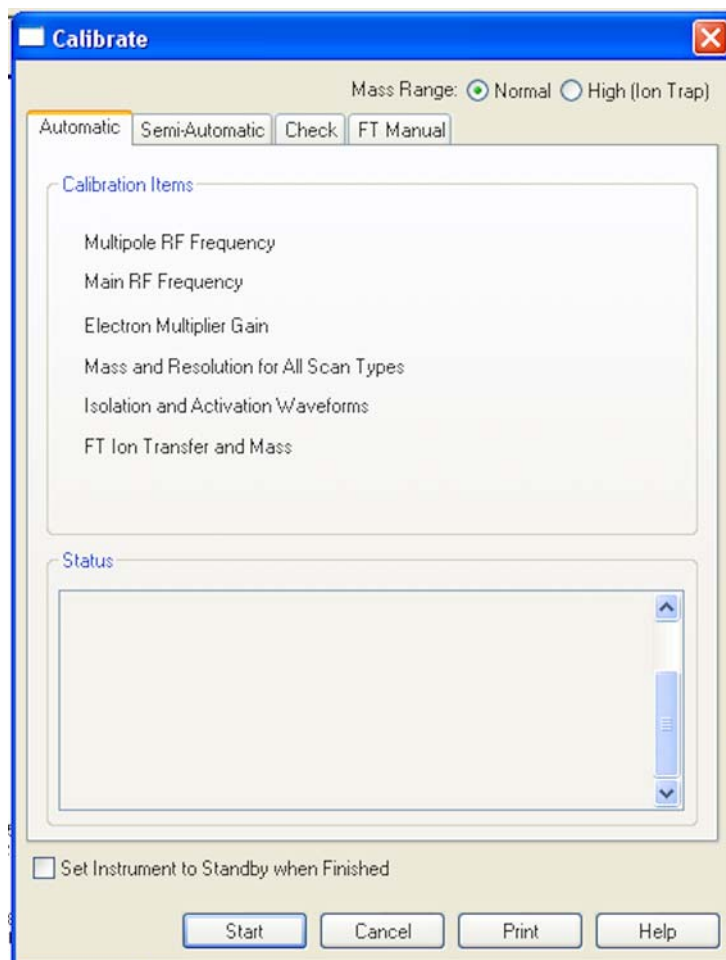 Calibrate
Mass Range: Normal High (Ion Trap)
Automatic Semi-Automatic Check FT Manual
Calibration Items
Multipole RF Frequency
Main RF Frequency
Electron Multiplier Gain
Mass and Resolution for All Scan Types
Isolation and Activation Waveforms
FT Ion Transfer and Mass
Status
Set Instrument to Standby when Finished
Start Cancel Print Help